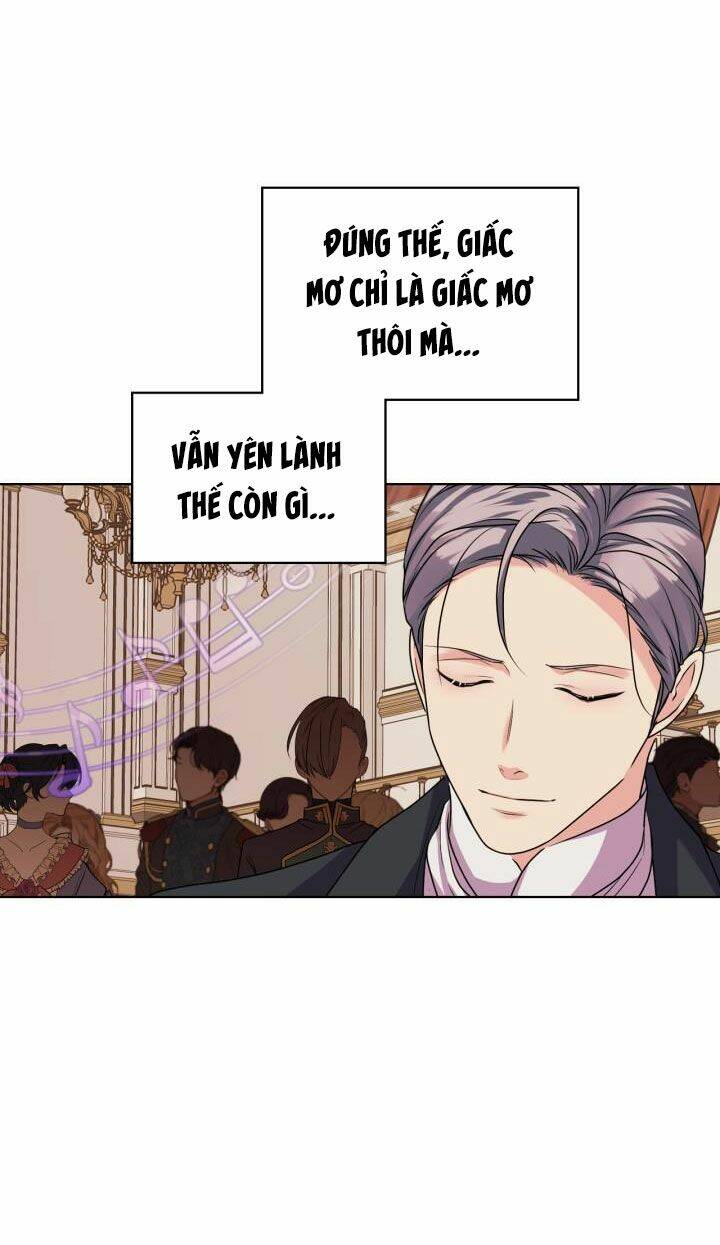 ĐÚNG THẾ, GIẤC
MƠ CHỈ LÀ GIẤC MƠ
THÔI MÀ...
VẪN YÊN LÀNH
THẾ CÒN GÌ...